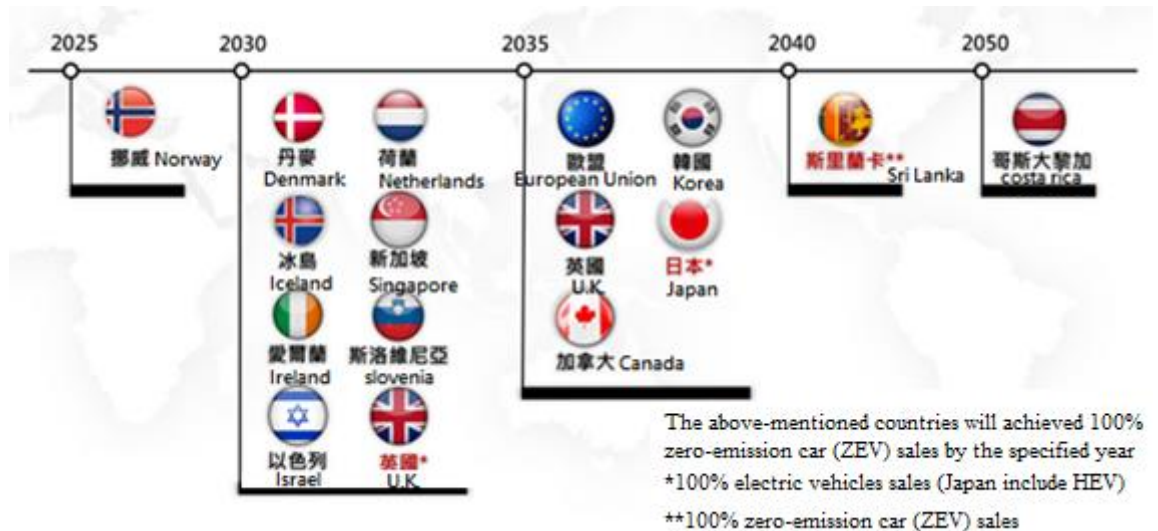 2025
2030
2035
2040
2050
挪威 Norway
丹麥
Denmark
荷蘭
Netherlands
冰島
Iceland
新加坡
Singapore
愛爾蘭
Ireland
斯洛維尼亞
slovenia
以色列
Israel
英國*
U.K.
歐盟
European Union
韓國
Korea
英國
U.K.
日本*
Japan
加拿大 Canada
斯里蘭卡**
Sri Lanka
哥斯大黎加
costa rica
The above-mentioned countries will achieved 100%
zero-emission car (ZEV) sales by the specified year
*100% electric vehicles sales (Japan include HEV)
**100% zero-emission car (ZEV) sales